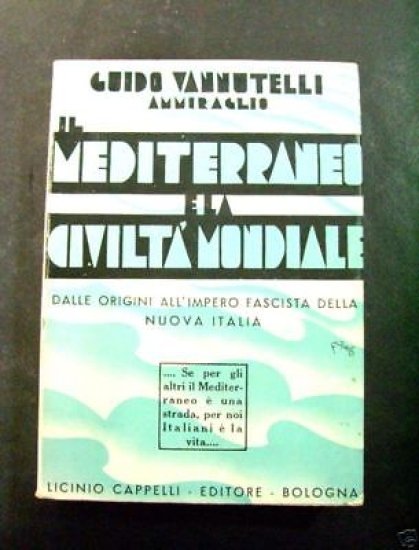 GUIDO VANNUTELLI
AMMIRAGLIO
IL
MEDITERRANEO
E LA
CIVILTÁ MONDIALE
DALLE ORIGINI ALL'IMPERO FASCISTA DELLA
NUOVA ITALIA
.... Se per gli
altri il Mediter-
raneo è una
strada, per noi
Italiani è la
vita....
LICINIO CAPPELLI - EDITORE - BOLOGNA